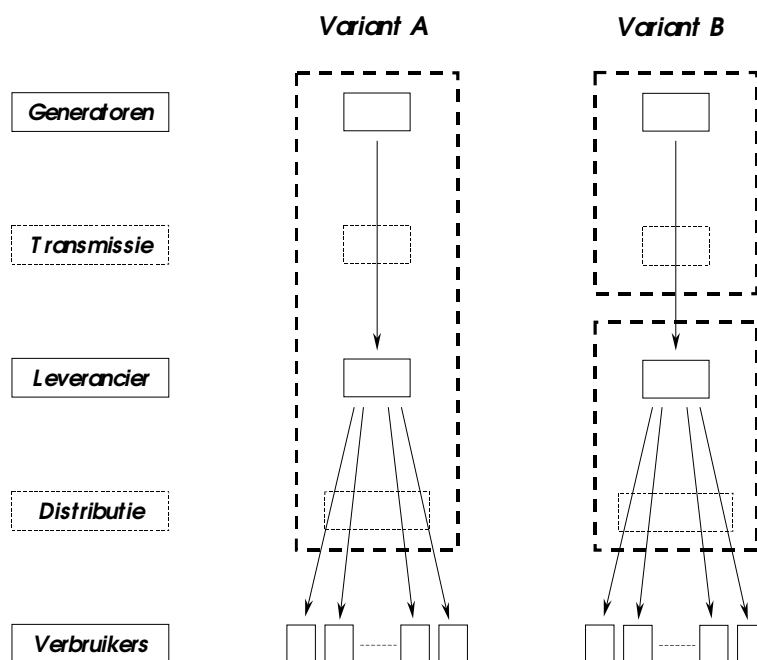 Variant A
Variant B
Generatoren
Transmissie
Leverancier
Distributie
Verbruikers